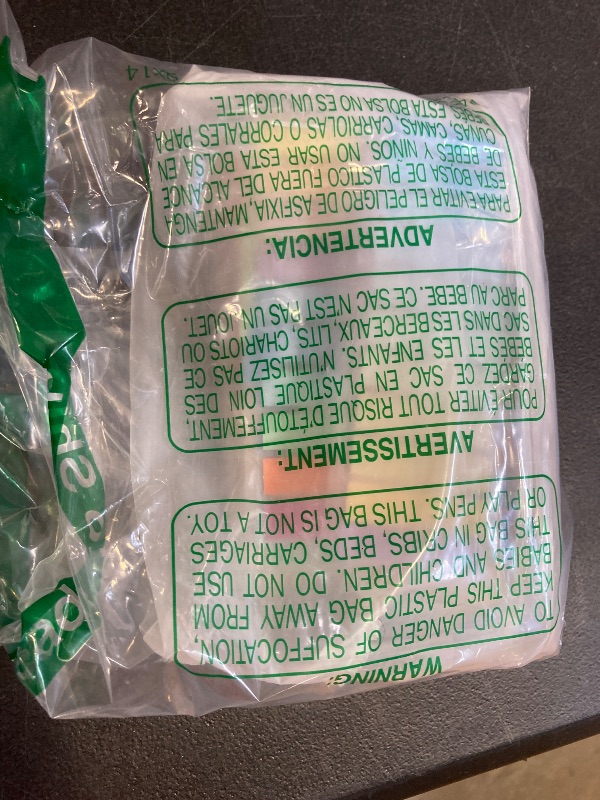 WARNING:
TO AVOID DANGER OF SUFFOCATION,
KEEP THIS PLASTIC BAG AWAY FROM
BABIES AND CHILDREN. DO NOT USE
THIS BAG IN CRIBS, BEDS, CARRIAGES
OR PLAY PENS. THIS BAG IS NOT A TOY.
AVERTISSEMENT:
POUR ÉVITER TOUT RISQUE D'ÉTOUFFEMENT,
GARDEZ CE SAC EN PLASTIQUE LOIN DES
BÉBÉS ET LES ENFANTS. N'UTILISEZ PAS CE
SAC DANS LES BERCEAUX, LITS, CHARIOTS OU
PARC AU BEBE. CE SAC N'EST PAS UN JOUET.
ADVERTENCIA:
PARA EVITAR EL PELIGRO DE ASFIXIA, MANTENGA
ESTA BOLSA DE PLASTICO FUERA DEL ALCANCE
DE BEBÉS Y NIÑOS. NO USAR ESTA BOLSA EN
CUVAS, CAMAS, CARRIOLAS O CORRALES PARA
BEBES. ESTA BOLSA NO ES UN JUGUETE.